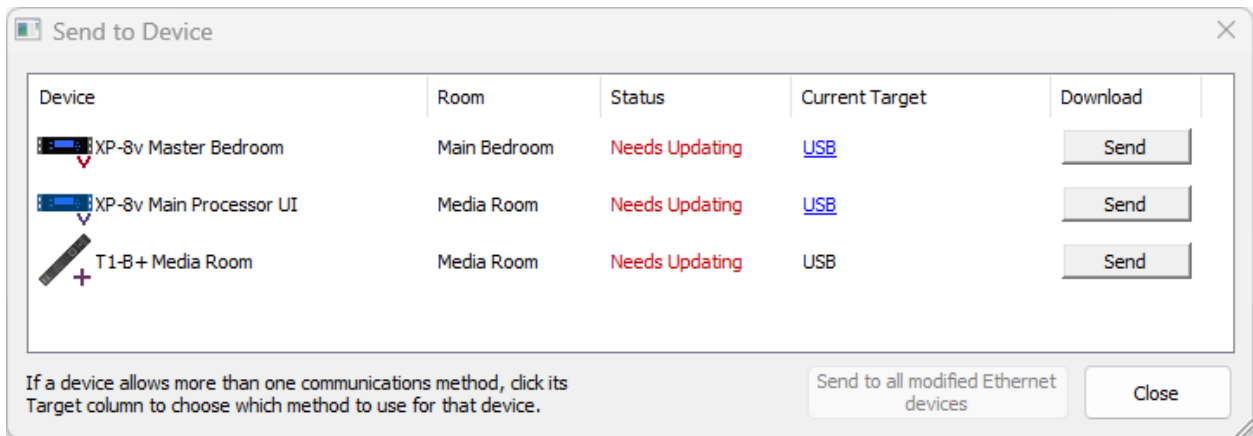 Send to Device
Device Room Status Current Target Download
XP-8v Master Bedroom Main Bedroom Needs Updating USB Send
XP-8v Main Processor UI Media Room Needs Updating USB Send
T1-B+ Media Room Media Room Needs Updating USB Send
If a device allows more than one communications method, click its
Target column to choose which method to use for that device.
Send to all modified Ethernet
devices
Close